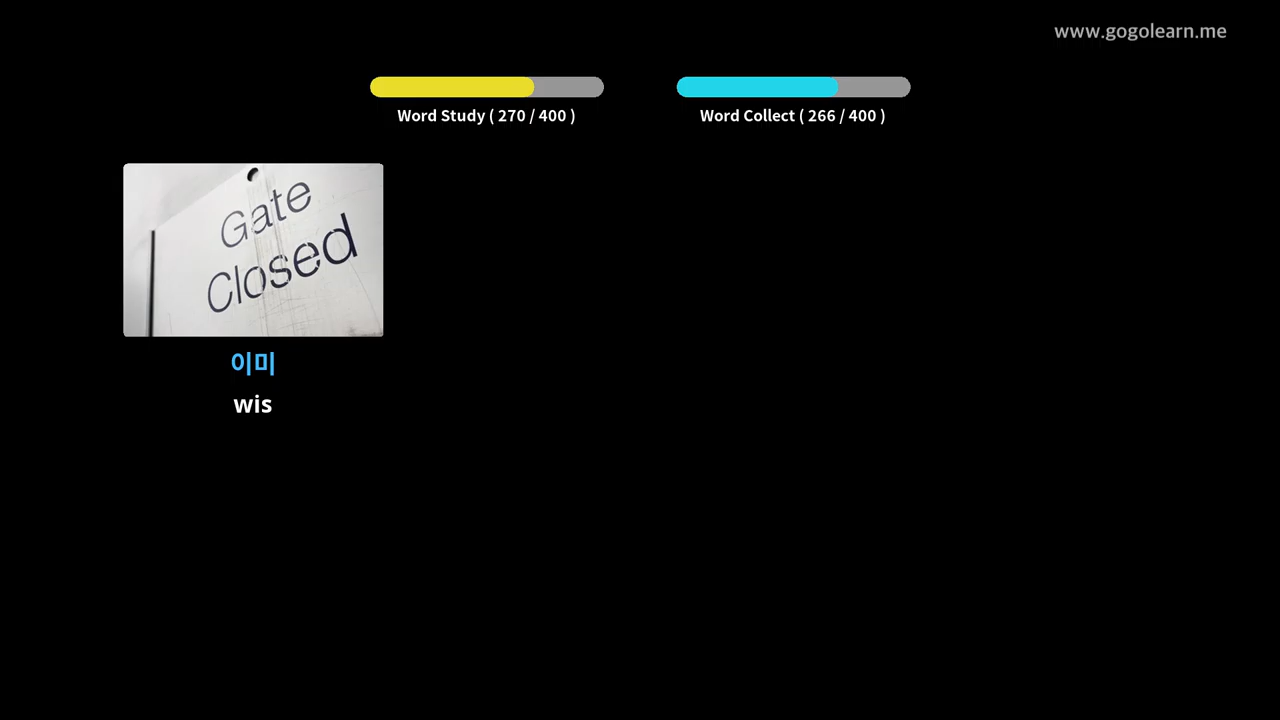 www.gogolearn.me
Word Study ( 270 / 400 )
Word Collect ( 266 / 400 )
Gate
Closed
이미
wis